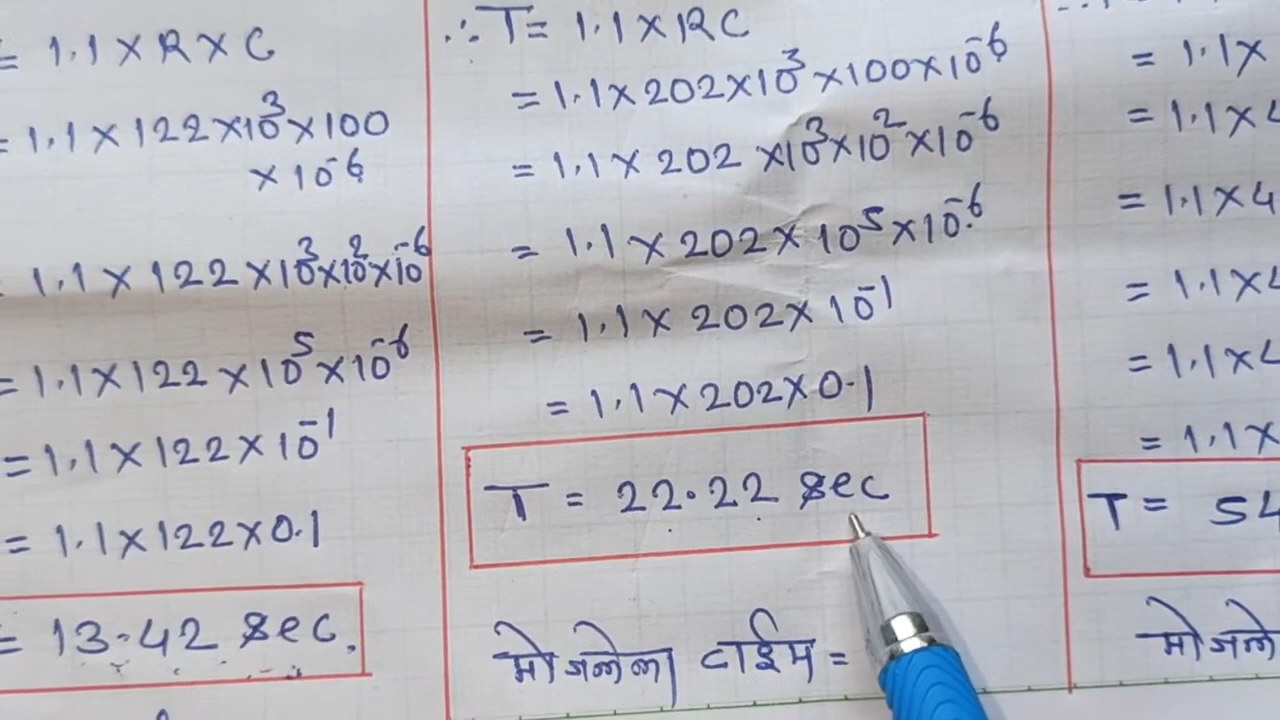 = 1.1 × R × C
= 1.1 × 122 × 10³ × 100
× 10⁻⁶
1.1 × 122 × 10³ × 10² × 10⁻⁶
= 1.1 × 122 × 10⁵ × 10⁻⁶
= 1.1 × 122 × 10⁻¹
= 1.1 × 122 × 0.1
= 13.42 sec.
∴ T = 1.1 × RC
= 1.1 × 202 × 10³ × 100 × 10⁻⁶
= 1.1 × 202 × 10³ × 10² × 10⁻⁶
= 1.1 × 202 × 10⁵ × 10⁻⁶
= 1.1 × 202 × 10⁻¹
= 1.1 × 202 × 0.1
T = 22.22 sec
मोजलेला टाईम =
= 1.1 ×
= 1.1 ×
= 1.1 × 4
= 1.1 ×
= 1.1 ×
= 1.1 ×
T = 54
मोजले